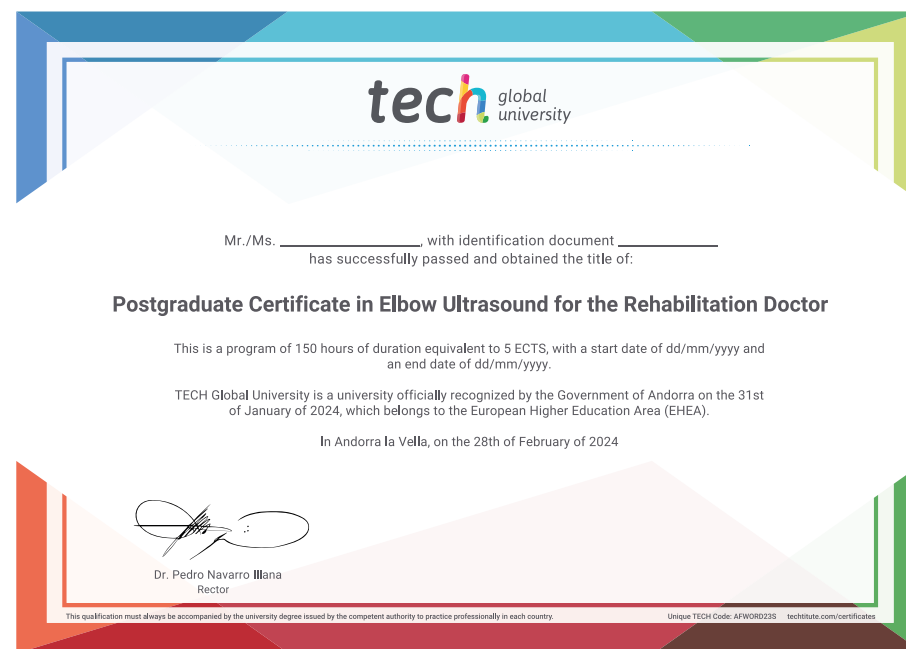 tech global
university
Mr./Ms. ____________, with identification document ____________
has successfully passed and obtained the title of:
Postgraduate Certificate in Elbow Ultrasound for the Rehabilitation Doctor
This is a program of 150 hours of duration equivalent to 5 ECTS, with a start date of dd/mm/yyyy and
an end date of dd/mm/yyyy.
TECH Global University is a university officially recognized by the Government of Andorra on the 31st
of January of 2024, which belongs to the European Higher Education Area (EHEA).
In Andorra la Vella, on the 28th of February of 2024
Dr. Pedro Navarro Illana
Rector
This qualification must always be accompanied by the university degree issued by the competent authority to practice professionally in each country. Unique TECH Code: AFWORD23S techtitute.com/certificates